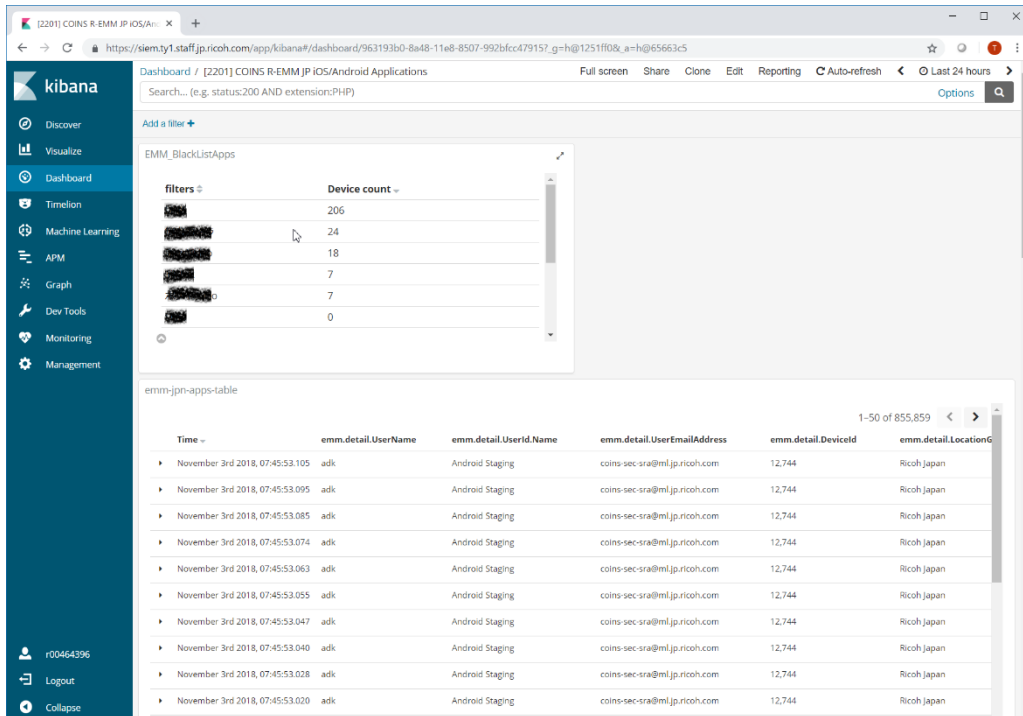 [2201] COINS R-EMM JP iOS/An
https://siem.ty1.staff.jp.ricoh.com/app/kibana#/dashboard/963193b0-8a48-11e8-8507-992bfcc47915?_g=h@1251ff0&_a=h@65663c5
T
kibana
Discover
Visualize
Dashboard
Timelion
Machine Learning
APM
Graph
Dev Tools
Monitoring
Management
r00464396
Logout
Collapse
Dashboard / [2201] COINS R-EMM JP iOS/Android Applications
Full screen Share Clone Edit Reporting Auto-refresh Last 24 hours
Search... (e.g. status:200 AND extension:PHP)
Options
Add a filter +
EMM_BlackListApps
filters Device count
206
24
18
7
o 7
0
emm-jpn-apps-table
1–50 of 855,859
Time emm.detail.UserName emm.detail.UserId.Name emm.detail.UserEmailAddress emm.detail.DeviceId emm.detail.LocationG
November 3rd 2018, 07:45:53.105 adk Android Staging coins-sec-sra@ml.jp.ricoh.com 12,744 Ricoh Japan
November 3rd 2018, 07:45:53.095 adk Android Staging coins-sec-sra@ml.jp.ricoh.com 12,744 Ricoh Japan
November 3rd 2018, 07:45:53.085 adk Android Staging coins-sec-sra@ml.jp.ricoh.com 12,744 Ricoh Japan
November 3rd 2018, 07:45:53.074 adk Android Staging coins-sec-sra@ml.jp.ricoh.com 12,744 Ricoh Japan
November 3rd 2018, 07:45:53.063 adk Android Staging coins-sec-sra@ml.jp.ricoh.com 12,744 Ricoh Japan
November 3rd 2018, 07:45:53.055 adk Android Staging coins-sec-sra@ml.jp.ricoh.com 12,744 Ricoh Japan
November 3rd 2018, 07:45:53.047 adk Android Staging coins-sec-sra@ml.jp.ricoh.com 12,744 Ricoh Japan
November 3rd 2018, 07:45:53.040 adk Android Staging coins-sec-sra@ml.jp.ricoh.com 12,744 Ricoh Japan
November 3rd 2018, 07:45:53.028 adk Android Staging coins-sec-sra@ml.jp.ricoh.com 12,744 Ricoh Japan
November 3rd 2018, 07:45:53.020 adk Android Staging coins-sec-sra@ml.jp.ricoh.com 12,744 Ricoh Japan